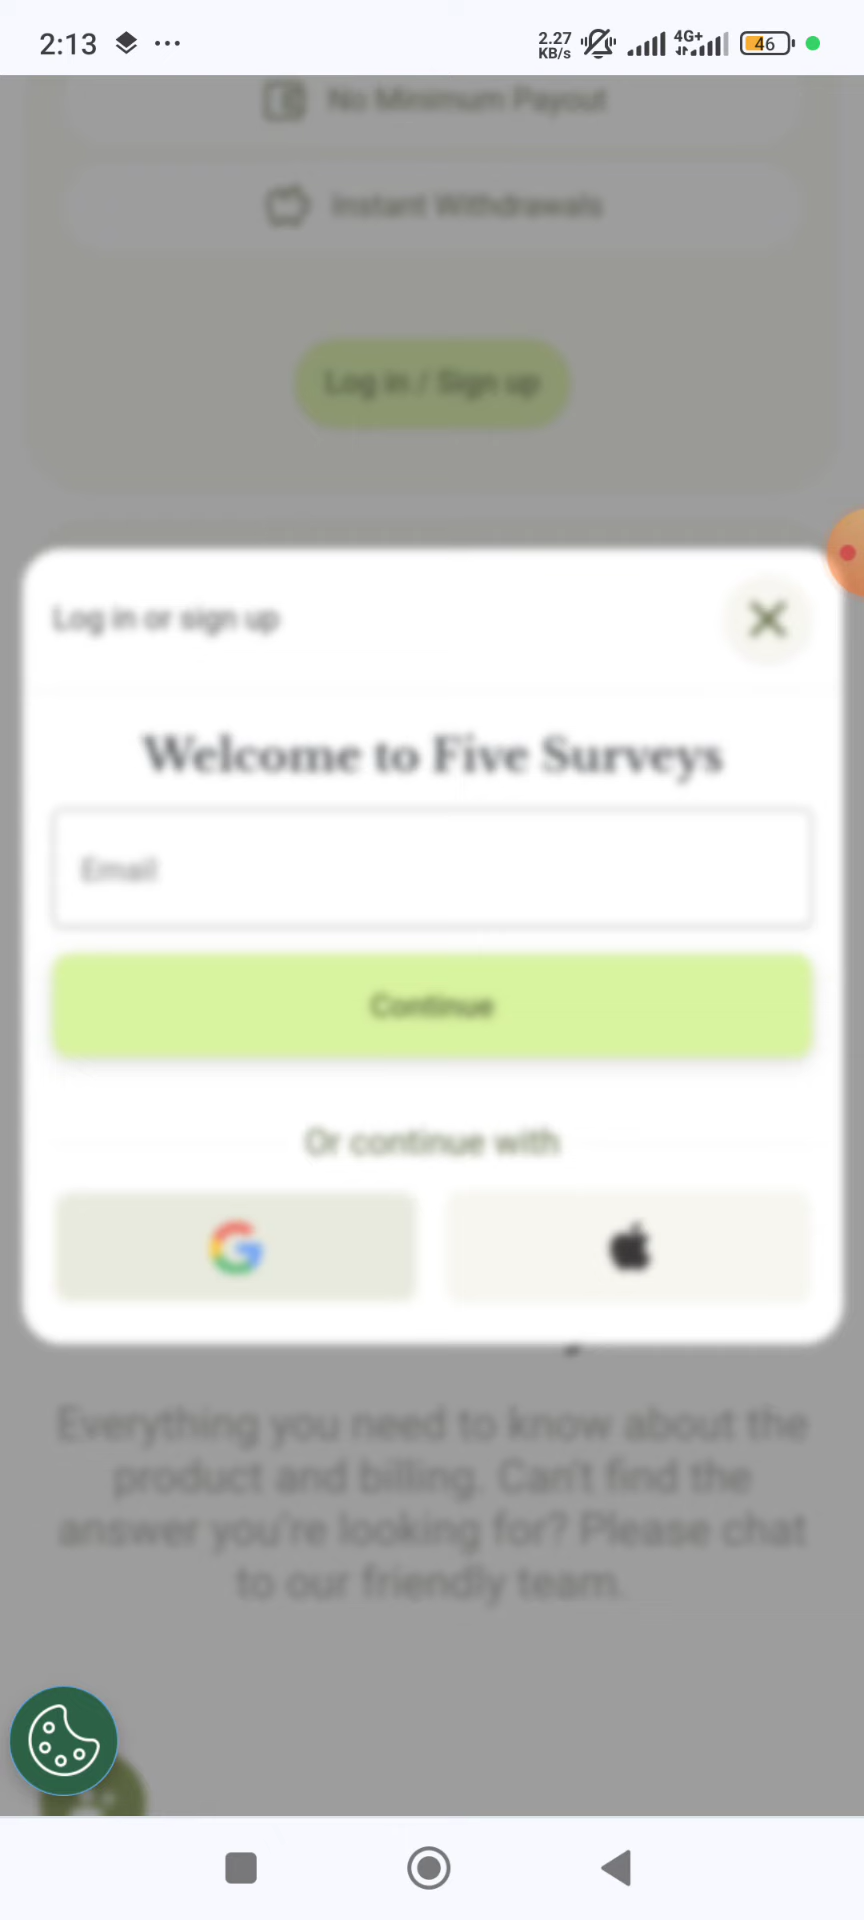 2:13
2.27
KB/s
4G+
46
No Minimum Payout
Instant Withdrawals
Log in / Sign up
Log in or sign up
Welcome to Five Surveys
Email
Continue
Or continue with
Everything you need to know about the
product and billing. Can't find the
answer you're looking for? Please chat
to our friendly team.